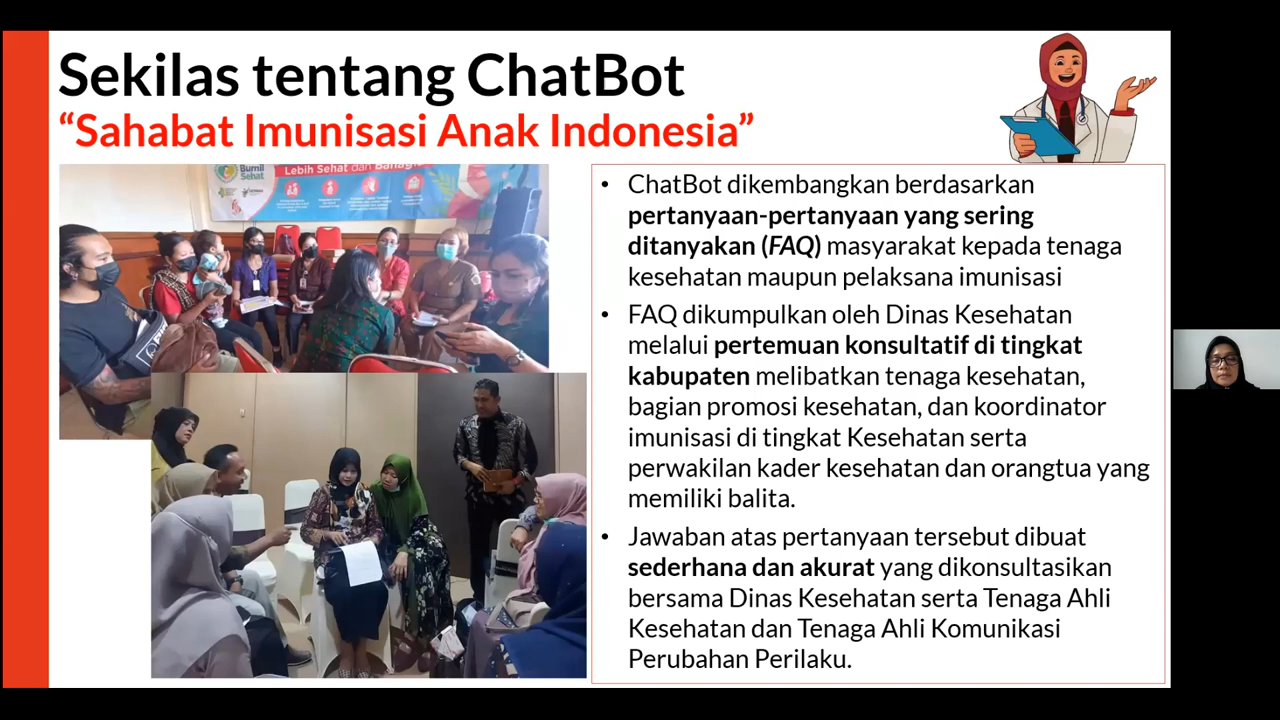 Sekilas tentang ChatBot
“Sahabat Imunisasi Anak Indonesia”
Bumil
Sehat
Lebih Sehat dan Bahagia
• ChatBot dikembangkan berdasarkan
pertanyaan-pertanyaan yang sering
ditanyakan (FAQ) masyarakat kepada tenaga
kesehatan maupun pelaksana imunisasi
• FAQ dikumpulkan oleh Dinas Kesehatan
melalui pertemuan konsultatif di tingkat
kabupaten melibatkan tenaga kesehatan,
bagian promosi kesehatan, dan koordinator
imunisasi di tingkat Kesehatan serta
perwakilan kader kesehatan dan orangtua yang
memiliki balita.
• Jawaban atas pertanyaan tersebut dibuat
sederhana dan akurat yang dikonsultasikan
bersama Dinas Kesehatan serta Tenaga Ahli
Kesehatan dan Tenaga Ahli Komunikasi
Perubahan Perilaku.